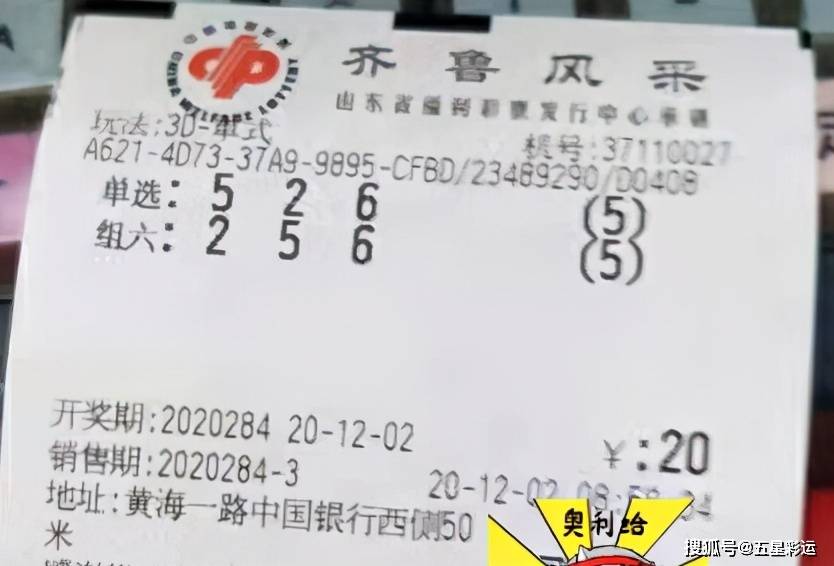 齐鲁风采
山东省福利彩票发行中心承销
玩法:3D-单式
机号:37110027
A621-4D73-37A9-9895-CFBD/23489290/D0408
单选: 5 2 6 (5)
组六: 2 5 6 (5)
开奖期:2020284 20-12-02
¥:20
销售期:2020284-3
20-12-02
地址:黄海一路中国银行西侧50
米
奥利给
搜狐号@五星彩运